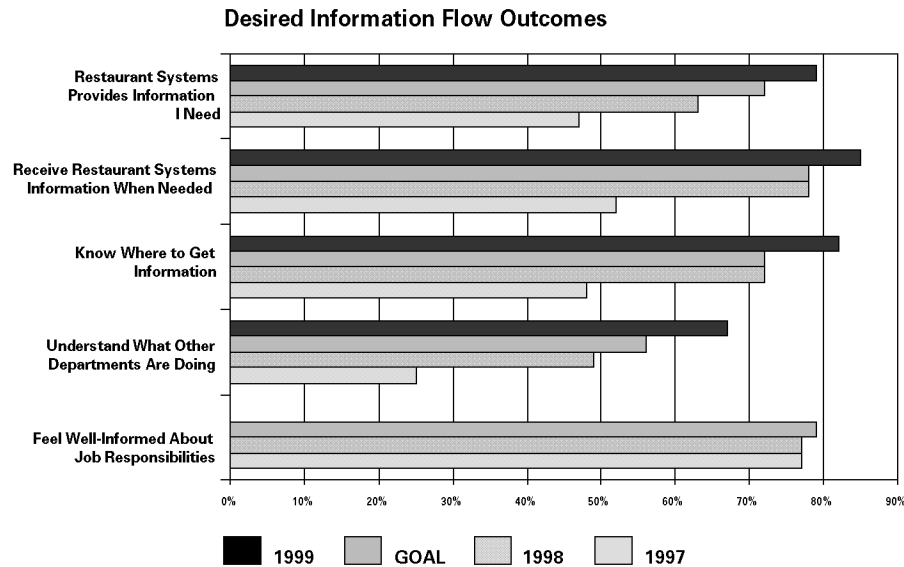 Desired Information Flow Outcomes
Restaurant Systems
Provides Information
I Need
Receive Restaurant Systems
Information When Needed
Know Where to Get
Information
Understand What Other
Departments Are Doing
Feel Well-Informed About
Job Responsibilities
0% 10% 20% 30% 40% 50% 60% 70% 80% 90%
1999 GOAL 1998 1997